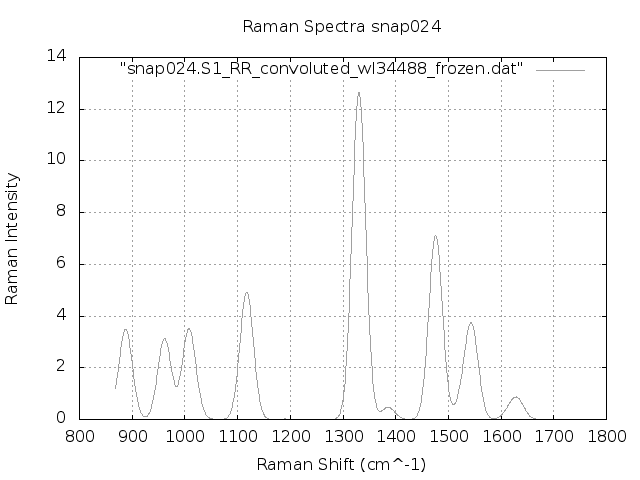 Raman Spectra snap024
"snap024.S1_RR_convoluted_wl34488_frozen.dat"
14
12
10
8
6
4
2
0
Raman Intensity
800 900 1000 1100 1200 1300 1400 1500 1600 1700 1800
Raman Shift (cm^-1)